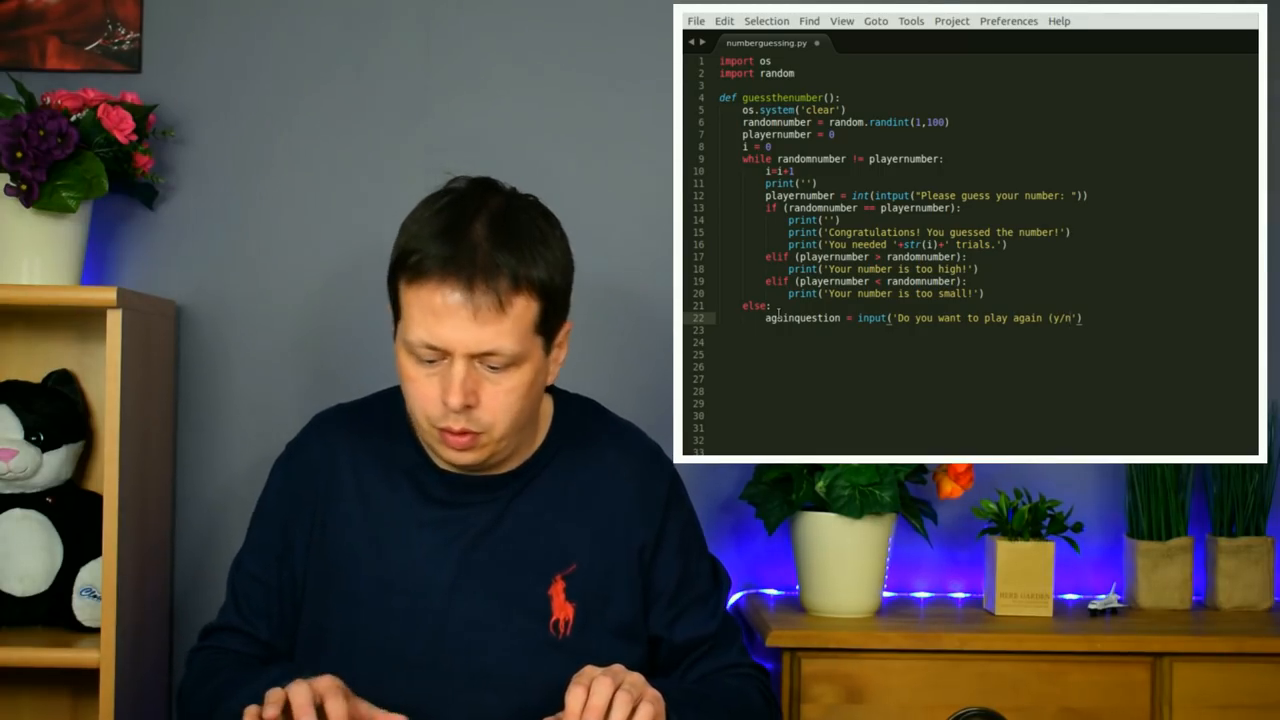 File Edit Selection Find View Goto Tools Project Preferences Help
numberguessing.py
1 import os
2 import random
3
4 def guessthenumber():
5 os.system('clear')
6 randomnumber = random.randint(1,100)
7 playernumber = 0
8 i = 0
9 while randomnumber != playernumber:
10 i=i+1
11 print('')
12 playernumber = int(intput("Please guess your number: "))
13 if (randomnumber == playernumber):
14 print('')
15 print('Congratulations! You guessed the number!')
16 print('You needed '+str(i)+' trials.')
17 elif (playernumber > randomnumber):
18 print('Your number is too high!')
19 elif (playernumber < randomnumber):
20 print('Your number is too small!')
21 else:
22 againquestion = input('Do you want to play again (y/n')
23
24
25
26
27
28
29
30
31
32
33
HERB GARDEN